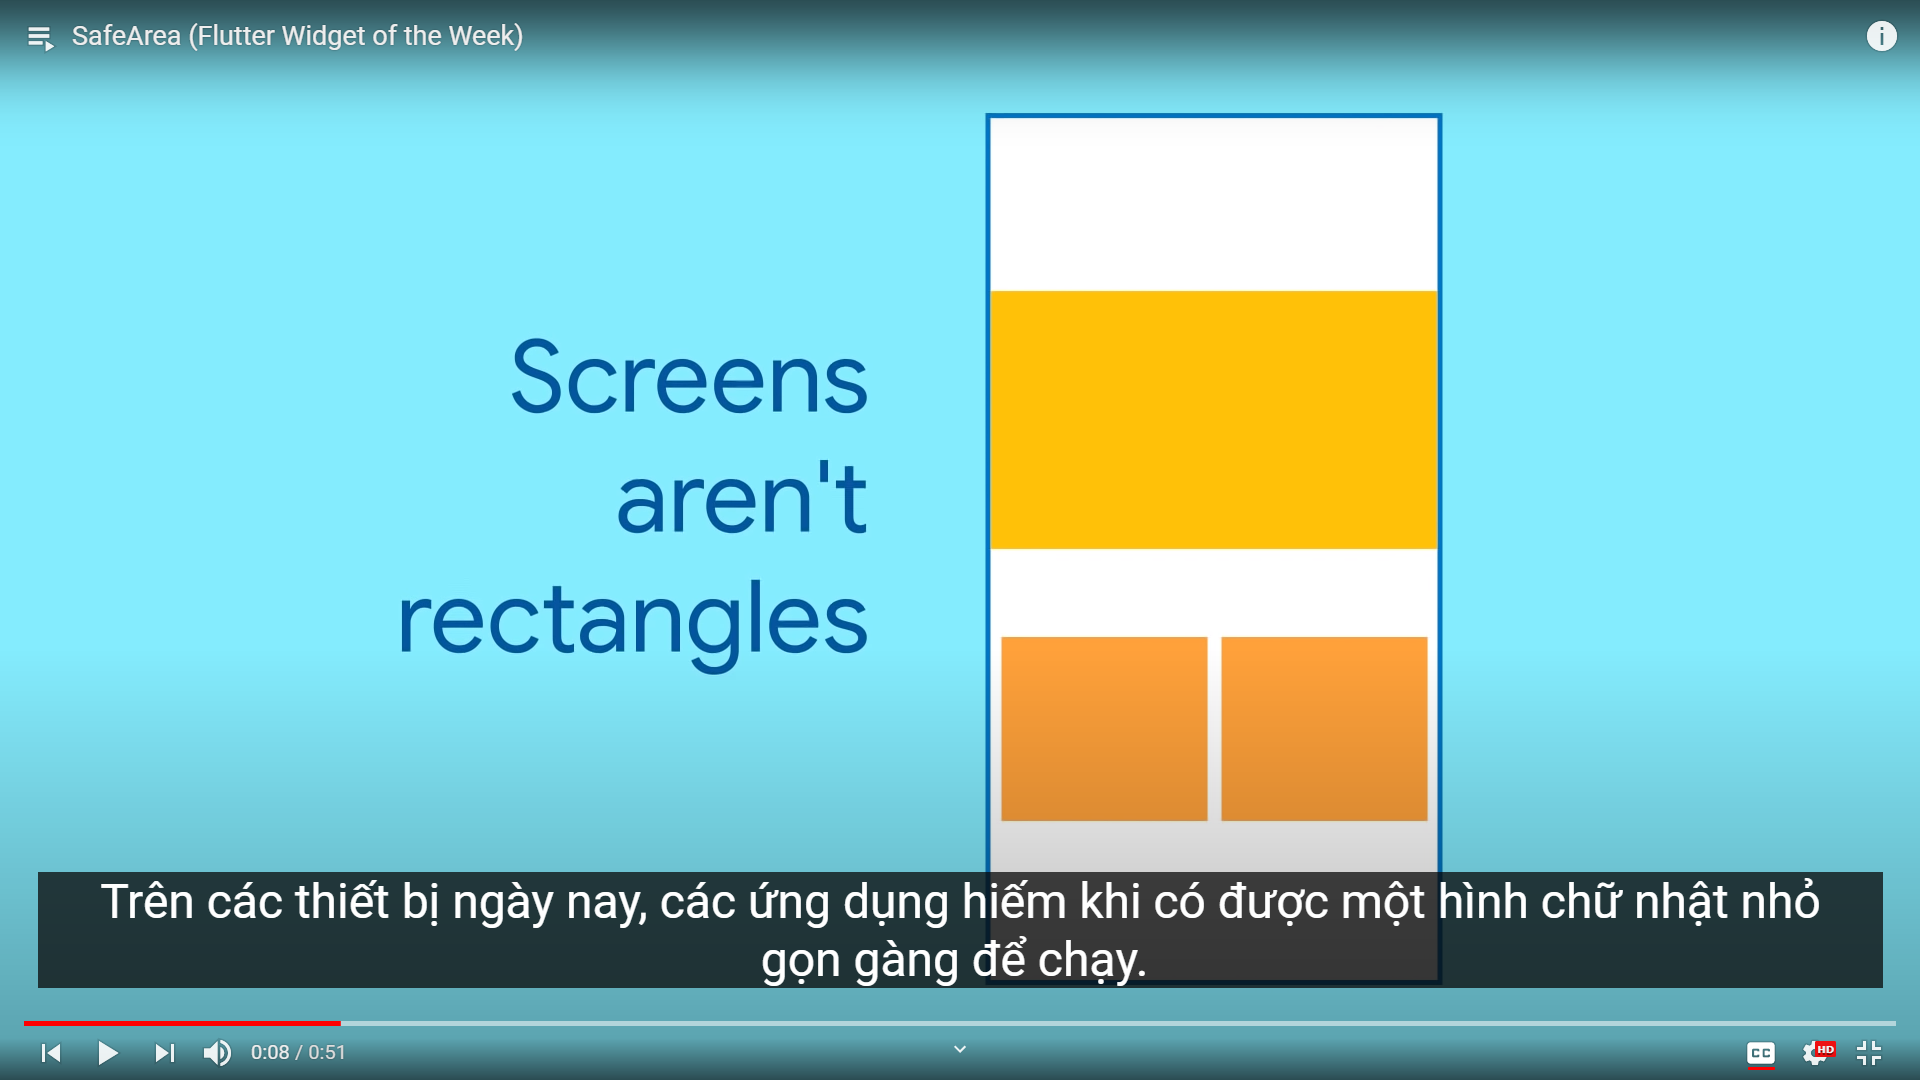 SafeArea (Flutter Widget of the Week)
Screens
aren't
rectangles
Trên các thiết bị ngày nay, các ứng dụng hiếm khi có được một hình chữ nhật nhỏ
gọn gàng để chạy.
0:08 / 0:51
CC
HD